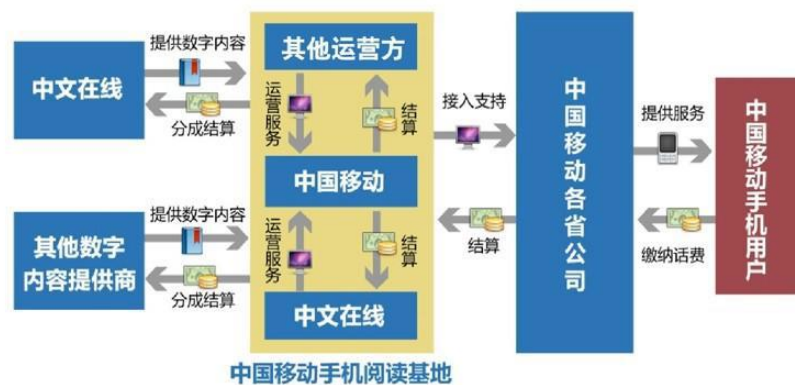 中文在线
提供数字内容
分成结算
其他数字
内容提供商
提供数字内容
分成结算
其他运营方
运营服务
结算
中国移动
运营服务
结算
中文在线
中国移动手机阅读基地
接入支持
结算
中国移动各省公司
提供服务
缴纳话费
中国移动手机用户